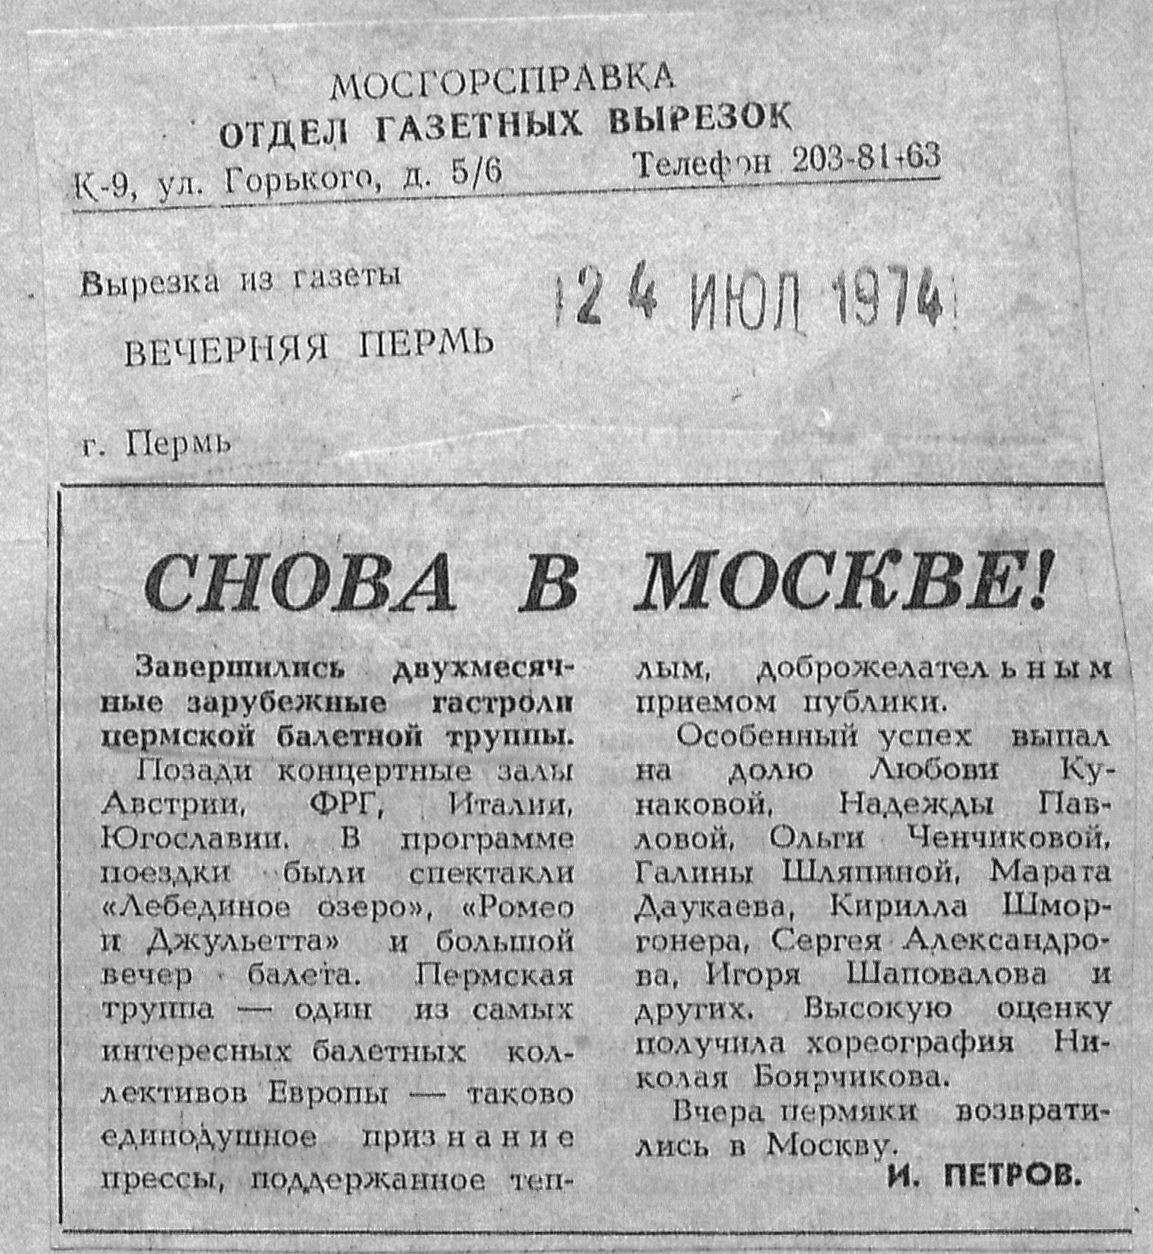 МОСГОРСПРАВКА
ОТДЕЛ ГАЗЕТНЫХ ВЫРЕЗОК
К-9, ул. Горького, д. 5/6 Телефон 203-81-63
Вырезка из газеты
24 ИЮЛ 1974
ВЕЧЕРНЯЯ ПЕРМЬ
г. Пермь
СНОВА В МОСКВЕ!
Завершились двухмесяч-
ные зарубежные гастроли
пермской балетной труппы.
Позади концертные залы
Австрии, ФРГ, Италии,
Югославии. В программе
поездки были спектакли
«Лебединое озеро», «Ромео
и Джульетта» и большой
вечер балета. Пермская
труппа — один из самых
интересных балетных кол-
лективов Европы — таково
единодушное признание
прессы, поддержанное теп-
лым, доброжелательным
приемом публики.
Особенный успех выпал
на долю Любови Ку-
наковой, Надежды Пав-
ловой, Ольги Ченчиковой,
Галины Шляпиной, Марата
Даукаева, Кирилла Шмор-
гонера, Сергея Александро-
ва, Игоря Шаповалова и
других. Высокую оценку
получила хореография Ни-
колая Боярчикова.
Вчера пермяки возврати-
лись в Москву.
И. ПЕТРОВ.